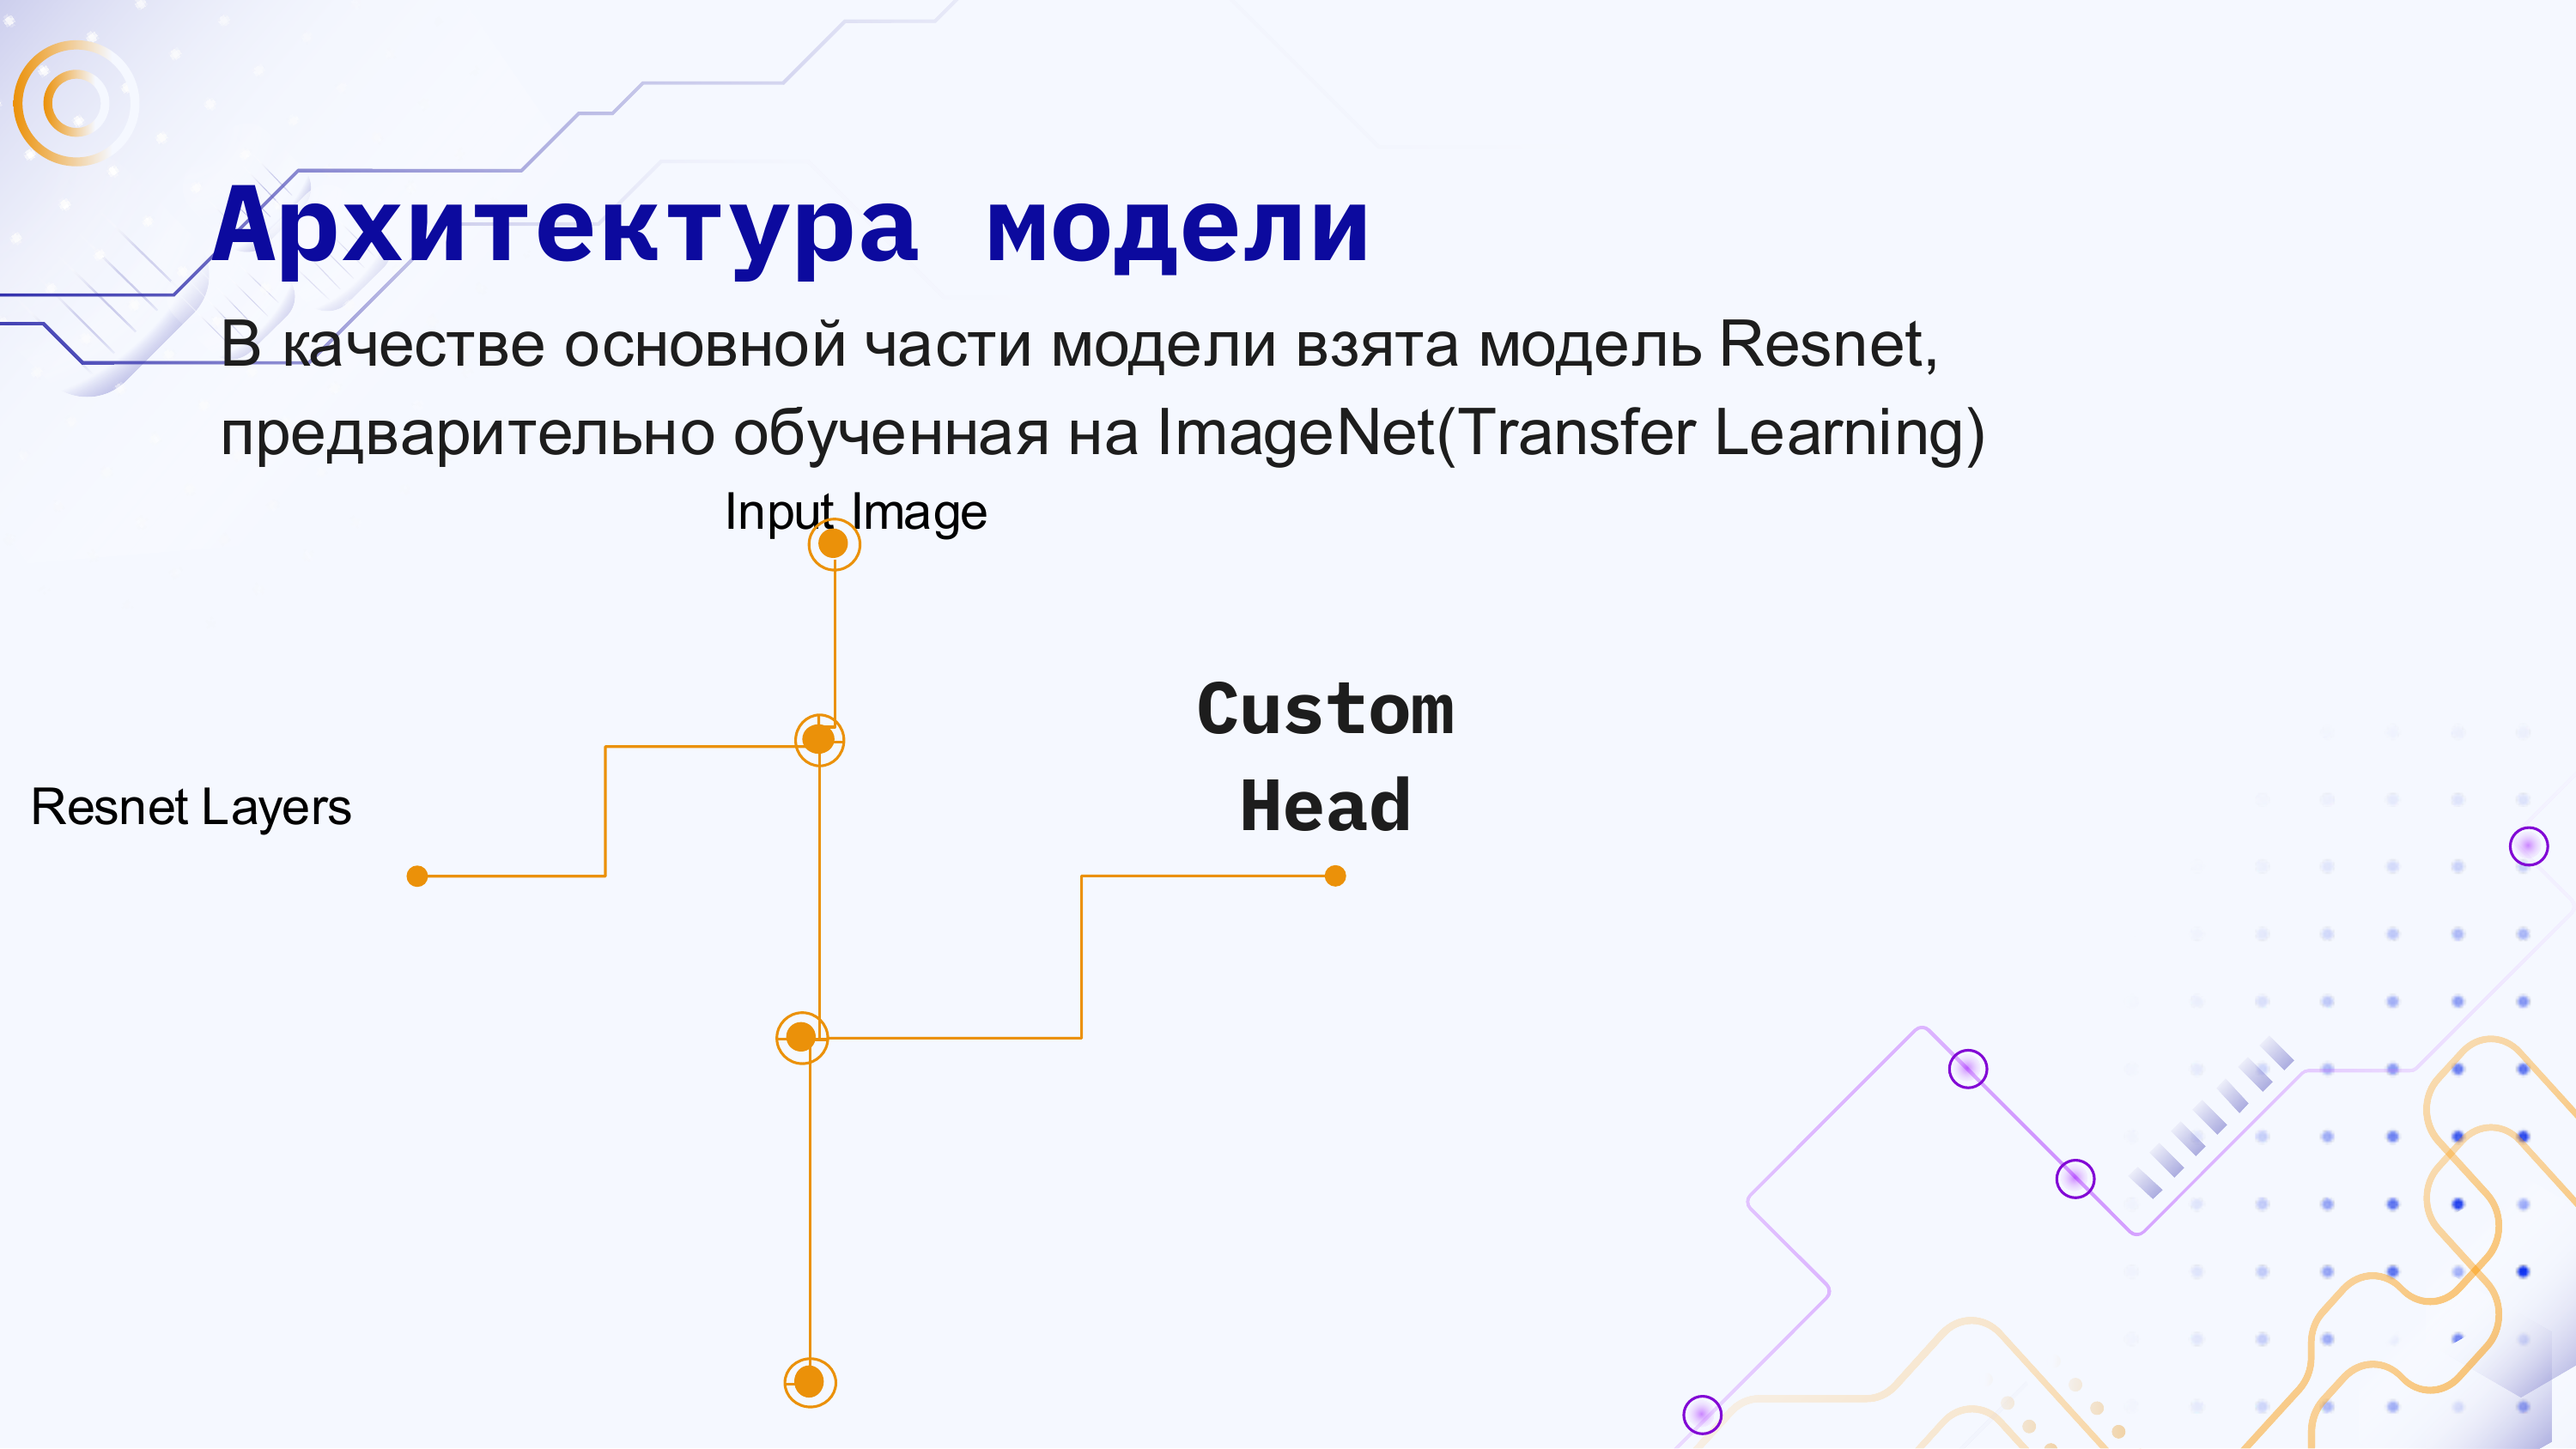 Архитектура модели
В качестве основной части модели взята модель Resnet,
предварительно обученная на ImageNet(Transfer Learning)
Input Image
Custom
Head
Resnet Layers